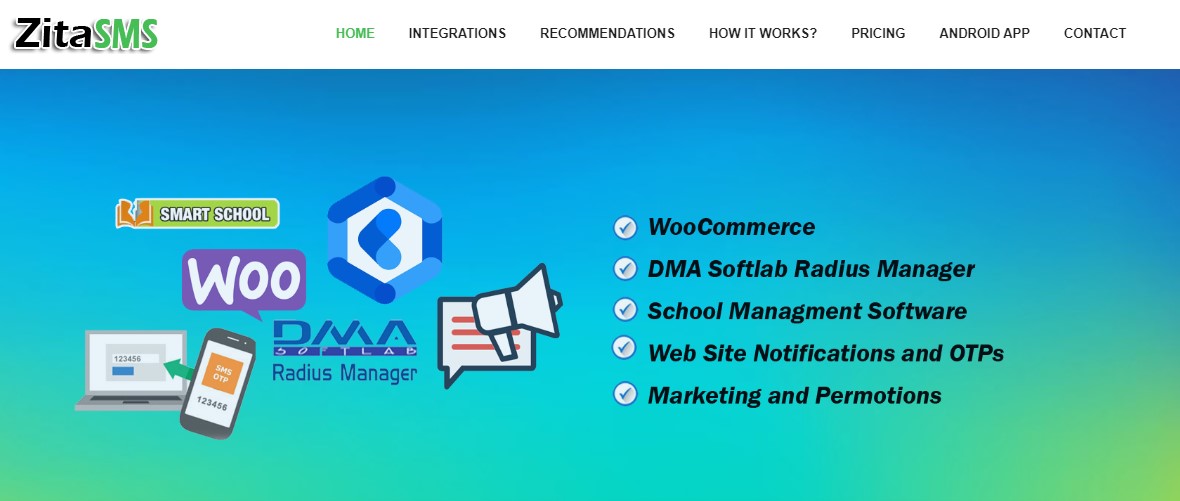 ZitaSMS
HOME INTEGRATIONS RECOMMENDATIONS HOW IT WORKS? PRICING ANDROID APP CONTACT
SMART SCHOOL
WOO
DMA
SOFTLAB
Radius Manager
123456
SMS
OTP
123456
WooCommerce
DMA Softlab Radius Manager
School Managment Software
Web Site Notifications and OTPs
Marketing and Permotions